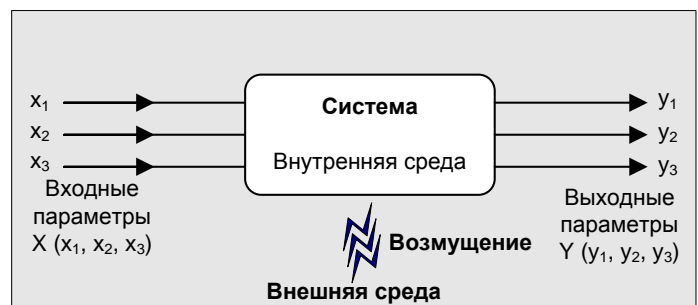 x₁
x₂
x₃
Входные
параметры
X (x₁, x₂, x₃)
Система
Внутренняя среда
y₁
y₂
y₃
Выходные
параметры
Y (y₁, y₂, y₃)
Возмущение
Внешняя среда